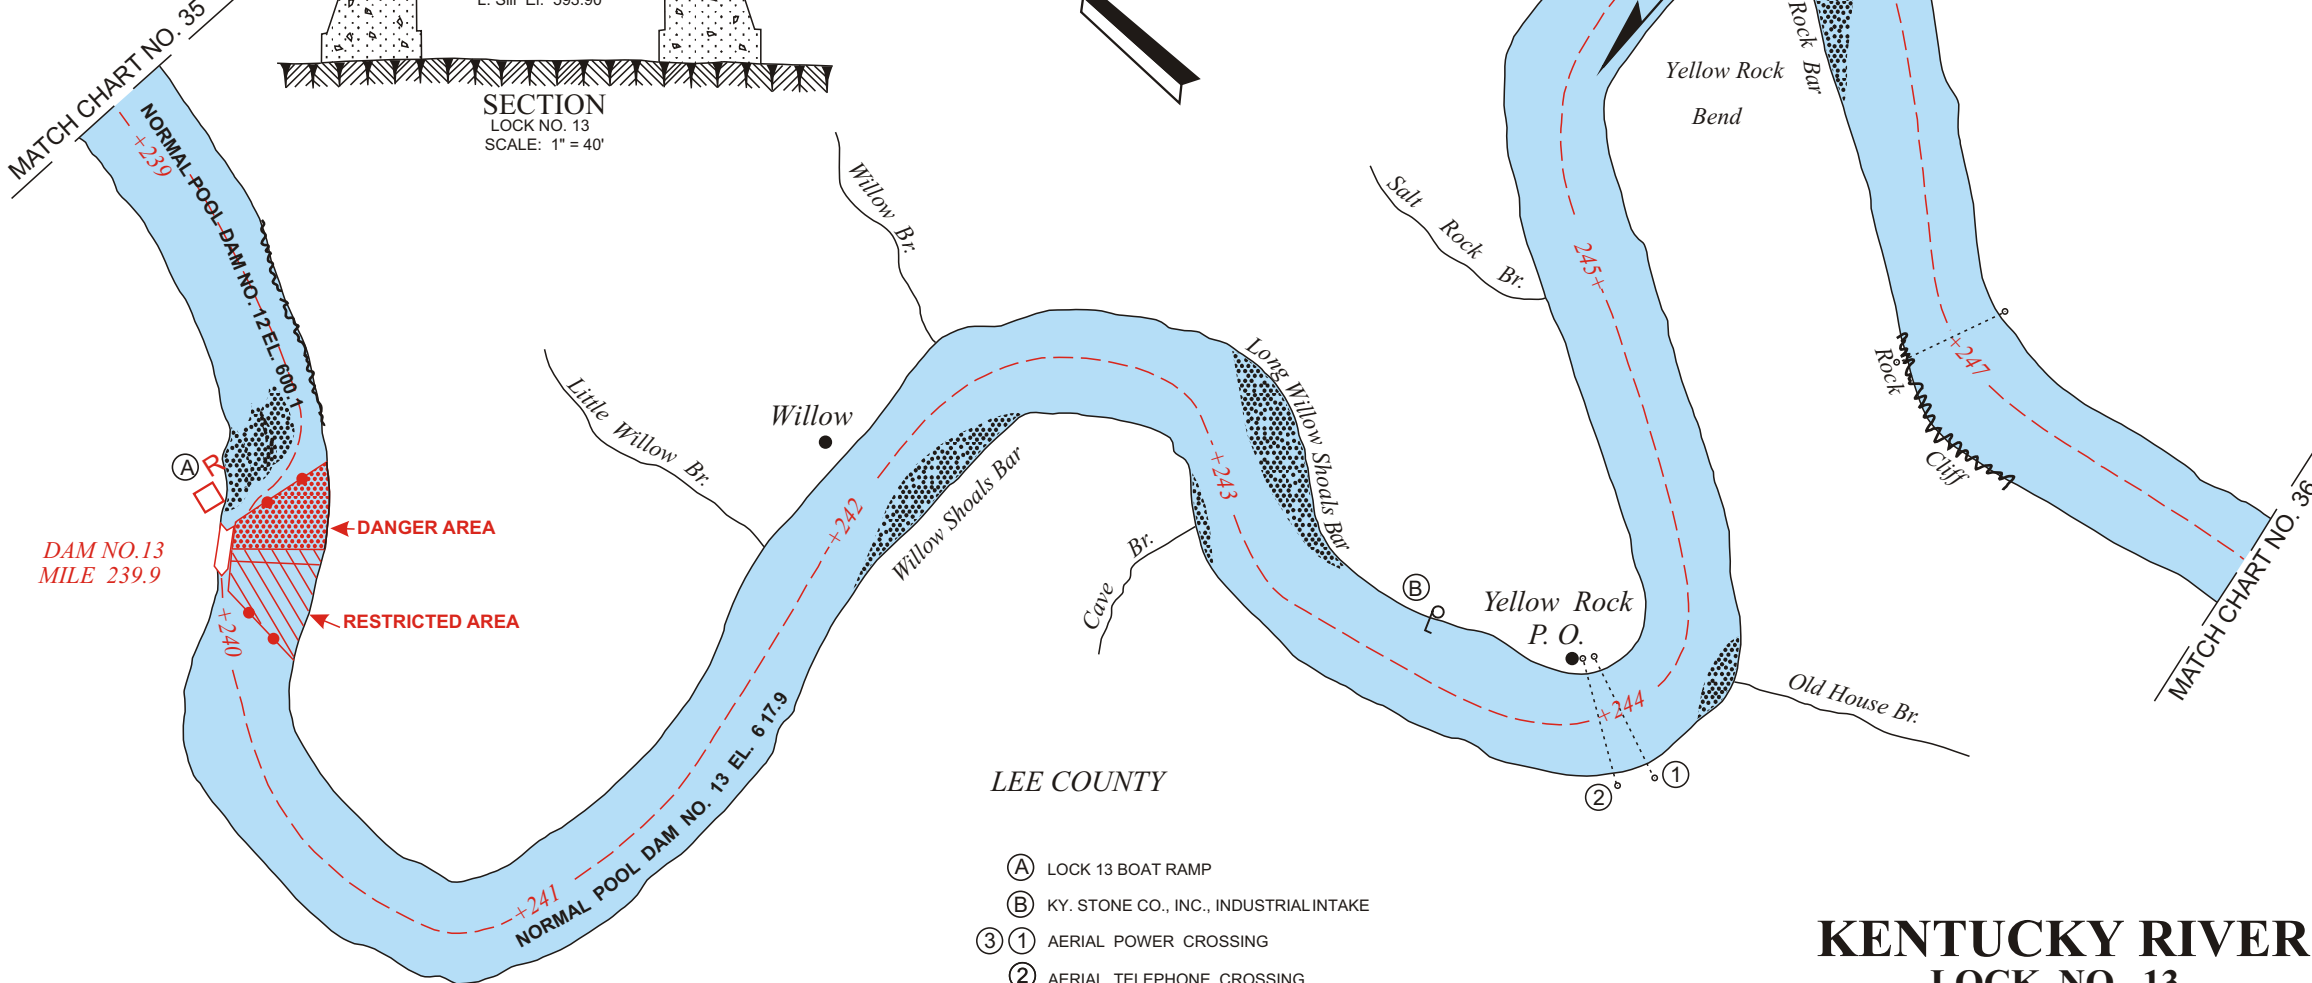 MATCH CHART NO. 35
SECTION
LOCK NO. 13
SCALE: 1" = 40'
+239
NORMAL POOL DAM NO. 12 EL. 600.1
A
R
DAM NO.13
MILE 239.9
DANGER AREA
RESTRICTED AREA
+240
+241
NORMAL POOL DAM NO. 13 EL. 617.9
+242
Little Willow Br.
Willow
Willow Br.
Willow Shoals Bar
Long Willow Shoals Bar
+243
Cave Br.
B
Yellow Rock
P. O.
+244
1
2
Old House Br.
Salt Rock Br.
245+
Yellow Rock
Bend
Rock Bar
Rock
Cliff
+247
MATCH CHART NO. 36
LEE COUNTY
A LOCK 13 BOAT RAMP
B KY. STONE CO., INC., INDUSTRIAL INTAKE
3 1 AERIAL POWER CROSSING
2 AERIAL TELEPHONE CROSSING
KENTUCKY RIVER
LOCK NO. 13